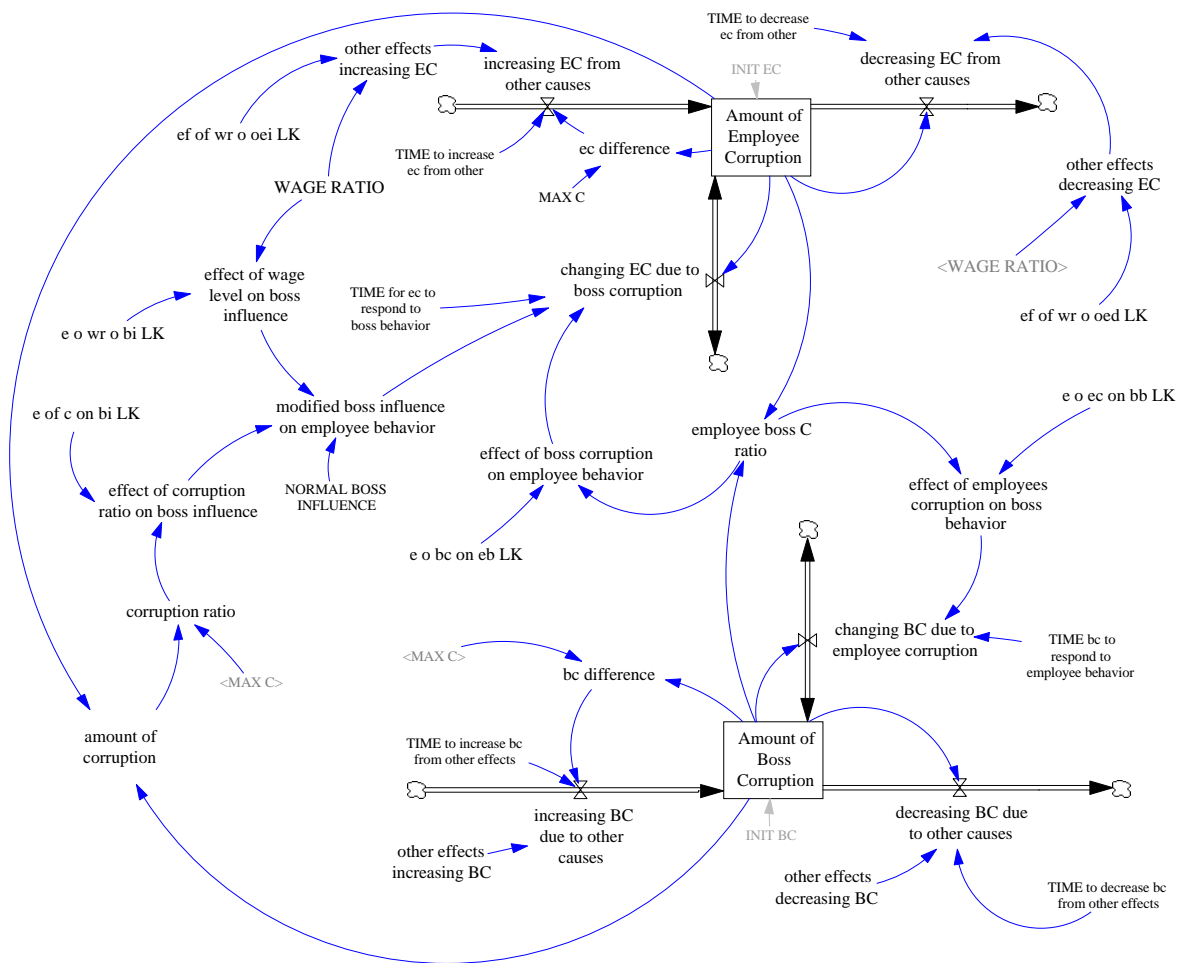 TIME to decrease
ec from other
other effects
increasing EC
increasing EC from
other causes
decreasing EC from
other causes
INIT EC
ef of wr o oei LK
Amount of
Employee
Corruption
TIME to increase
ec from other
ec difference
MAX C
other effects
decreasing EC
WAGE RATIO
<WAGE RATIO>
effect of wage
level on boss
influence
changing EC due to
boss corruption
TIME for ec to
respond to
boss behavior
ef of wr o oed LK
e o wr o bi LK
e of c on bi LK
modified boss influence
on employee behavior
e o ec on bb LK
employee boss C
ratio
effect of boss corruption
on employee behavior
effect of corruption
ratio on boss influence
NORMAL BOSS
INFLUENCE
effect of employees
corruption on boss
behavior
e o bc on eb LK
corruption ratio
changing BC due to
employee corruption
TIME bc to
respond to
employee behavior
<MAX C>
<MAX C>
bc difference
amount of
corruption
TIME to increase bc
from other effects
Amount of
Boss
Corruption
increasing BC
due to other
causes
INIT BC
decreasing BC due
to other causes
other effects
increasing BC
other effects
decreasing BC
TIME to decrease bc
from other effects